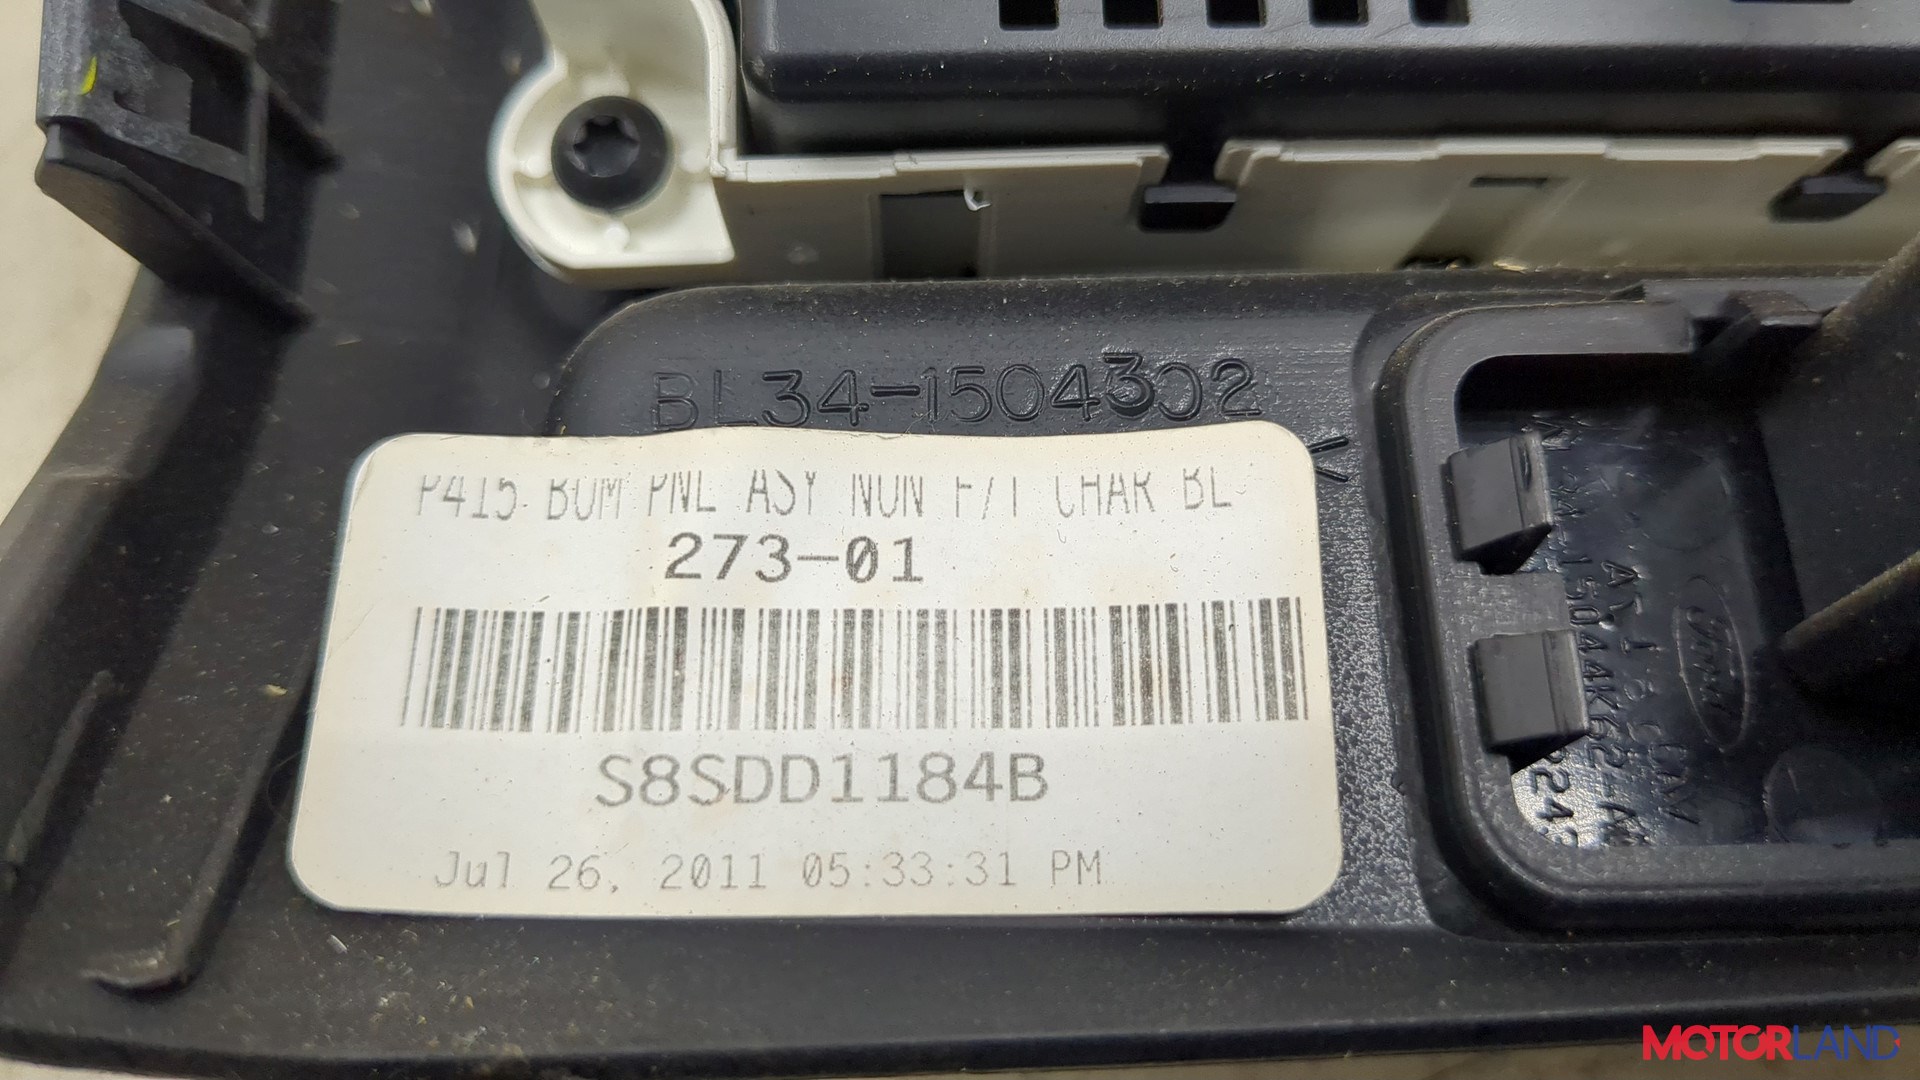 BL34-1504302
P415 BOM PNL ASY NON F/T CHAR BL
273-01
S8SDD1184B
Jul 26, 2011 05:33:31 PM
Ford
MOTORLAND